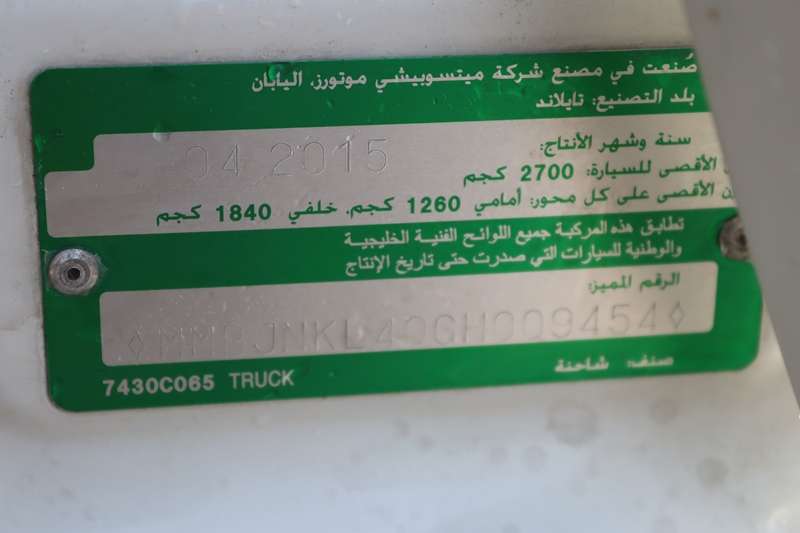 صُنعت في مصنع شركة ميتسوبيشي موتورز، اليابان
بلد التصنيع: تايلاند
سنة وشهر الأنتاج: 04 2015
الأقصى للسيارة: 2700 كجم
الأقصى على كل محور: أمامي 1260 كجم، خلفي 1840 كجم
تطابق هذه المركبة جميع اللوائح الفنية الخليجية
والوطنية للسيارات التي صدرت حتى تاريخ الإنتاج
الرقم المميز:
◊MMBJNKL40GH009454◊
صنف: شاحنة
7430C065 TRUCK